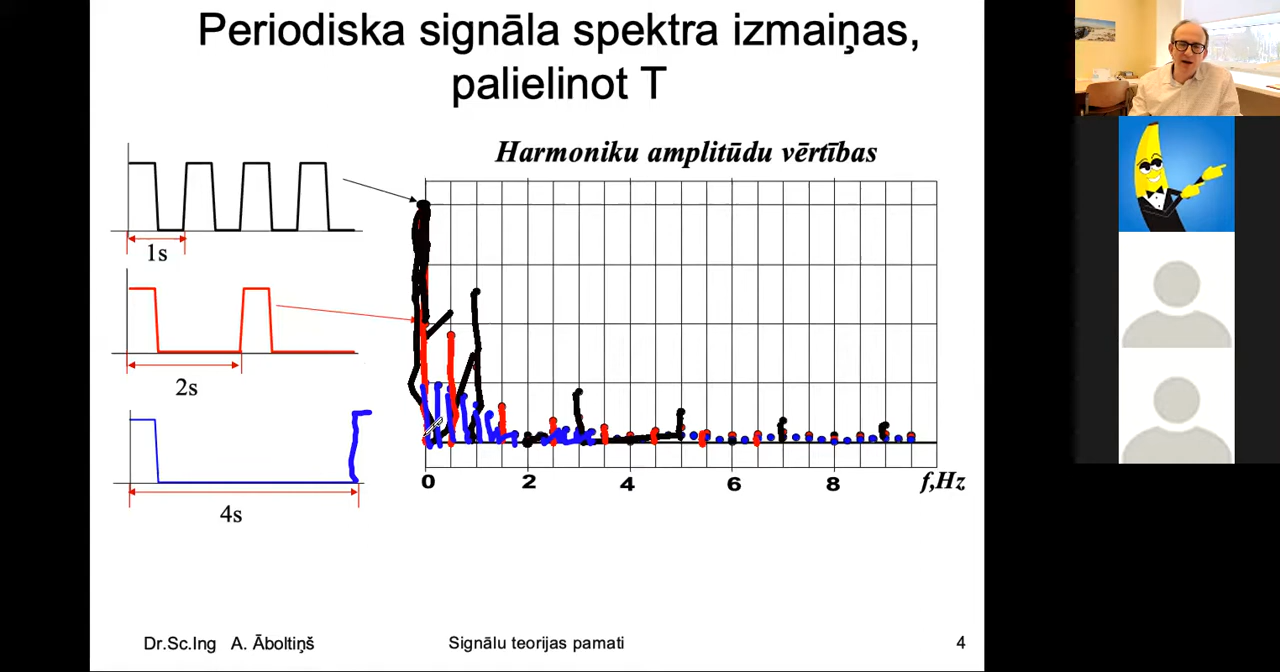 Periodiska signāla spektra izmaiņas,
palielinot T
Harmoniku amplitūdu vērtības
1s
2s
4s
0 2 4 6 8 f,Hz
Dr.Sc.Ing A. Āboltiņš Signālu teorijas pamati 4